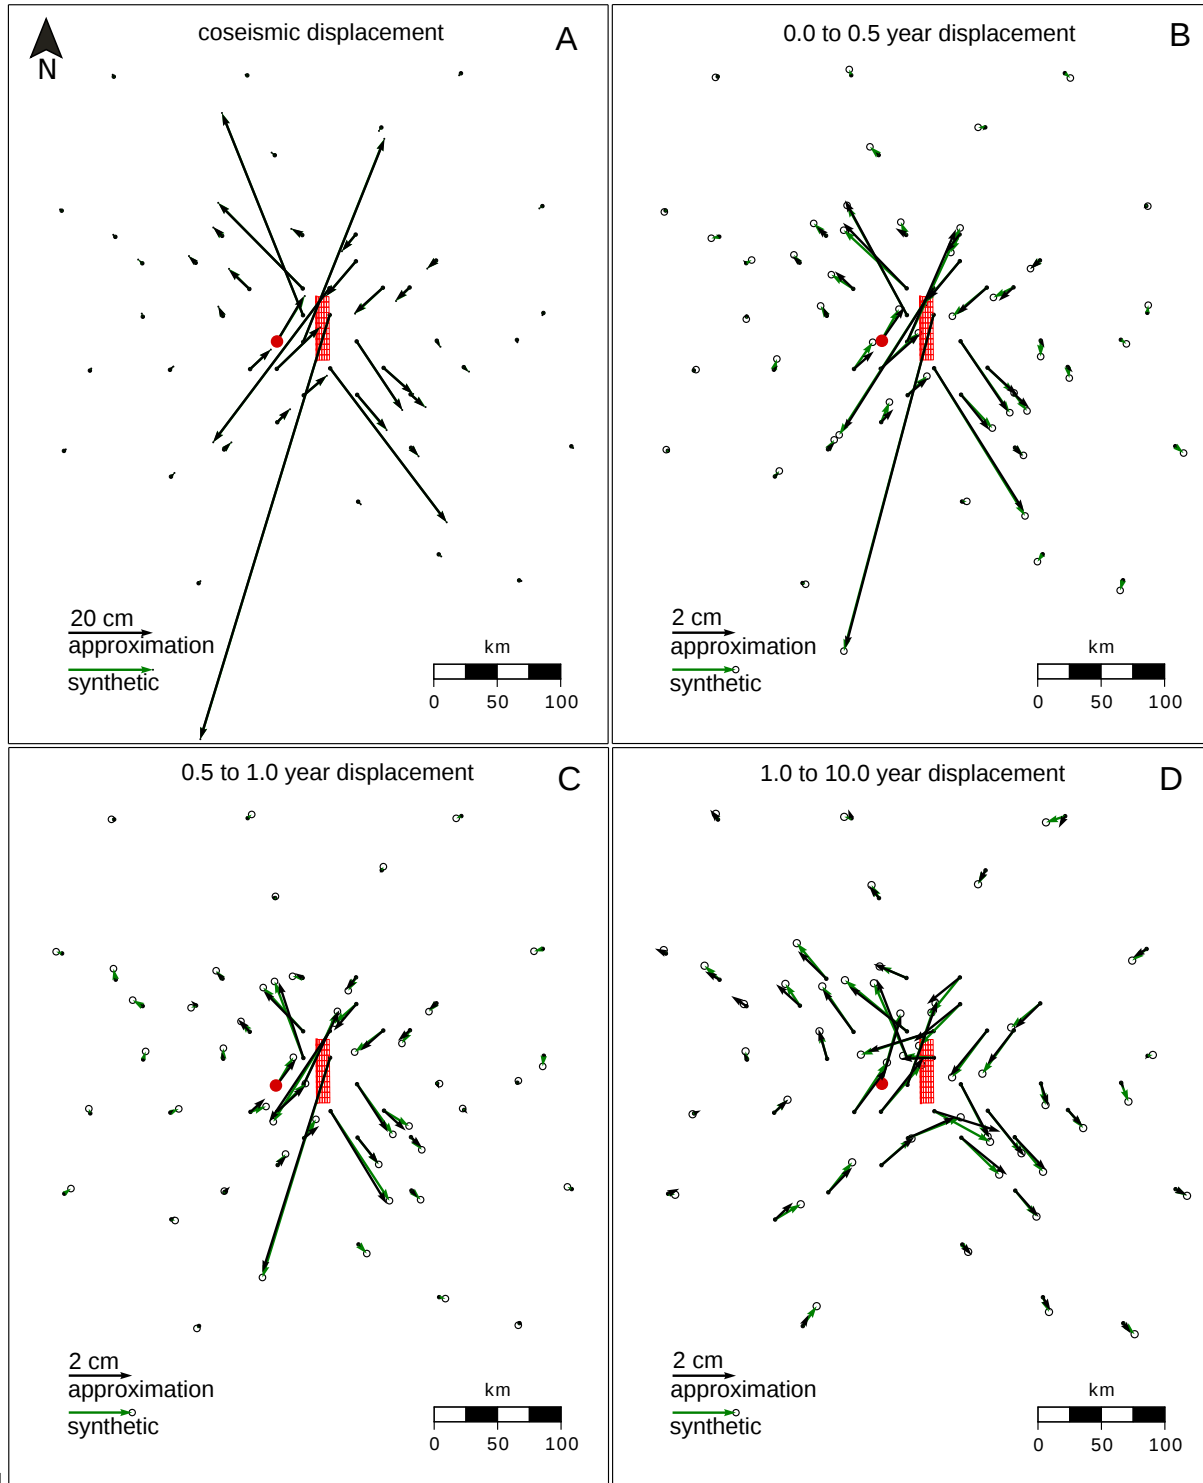 coseismic displacement
A
N
20 cm
approximation
synthetic
km
0 50 100
0.0 to 0.5 year displacement
B
2 cm
approximation
synthetic
km
0 50 100
0.5 to 1.0 year displacement
C
2 cm
approximation
synthetic
km
0 50 100
1.0 to 10.0 year displacement
D
2 cm
approximation
synthetic
km
0 50 100